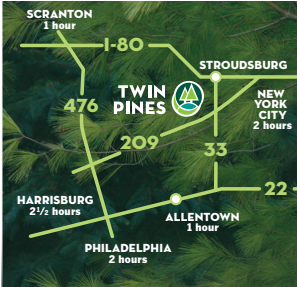 SCRANTON
1 hour
I-80
STROUDSBURG
TWIN
PINES
NEW
YORK
CITY
2 hours
476
209
33
22
HARRISBURG
2½ hours
ALLENTOWN
1 hour
PHILADELPHIA
2 hours